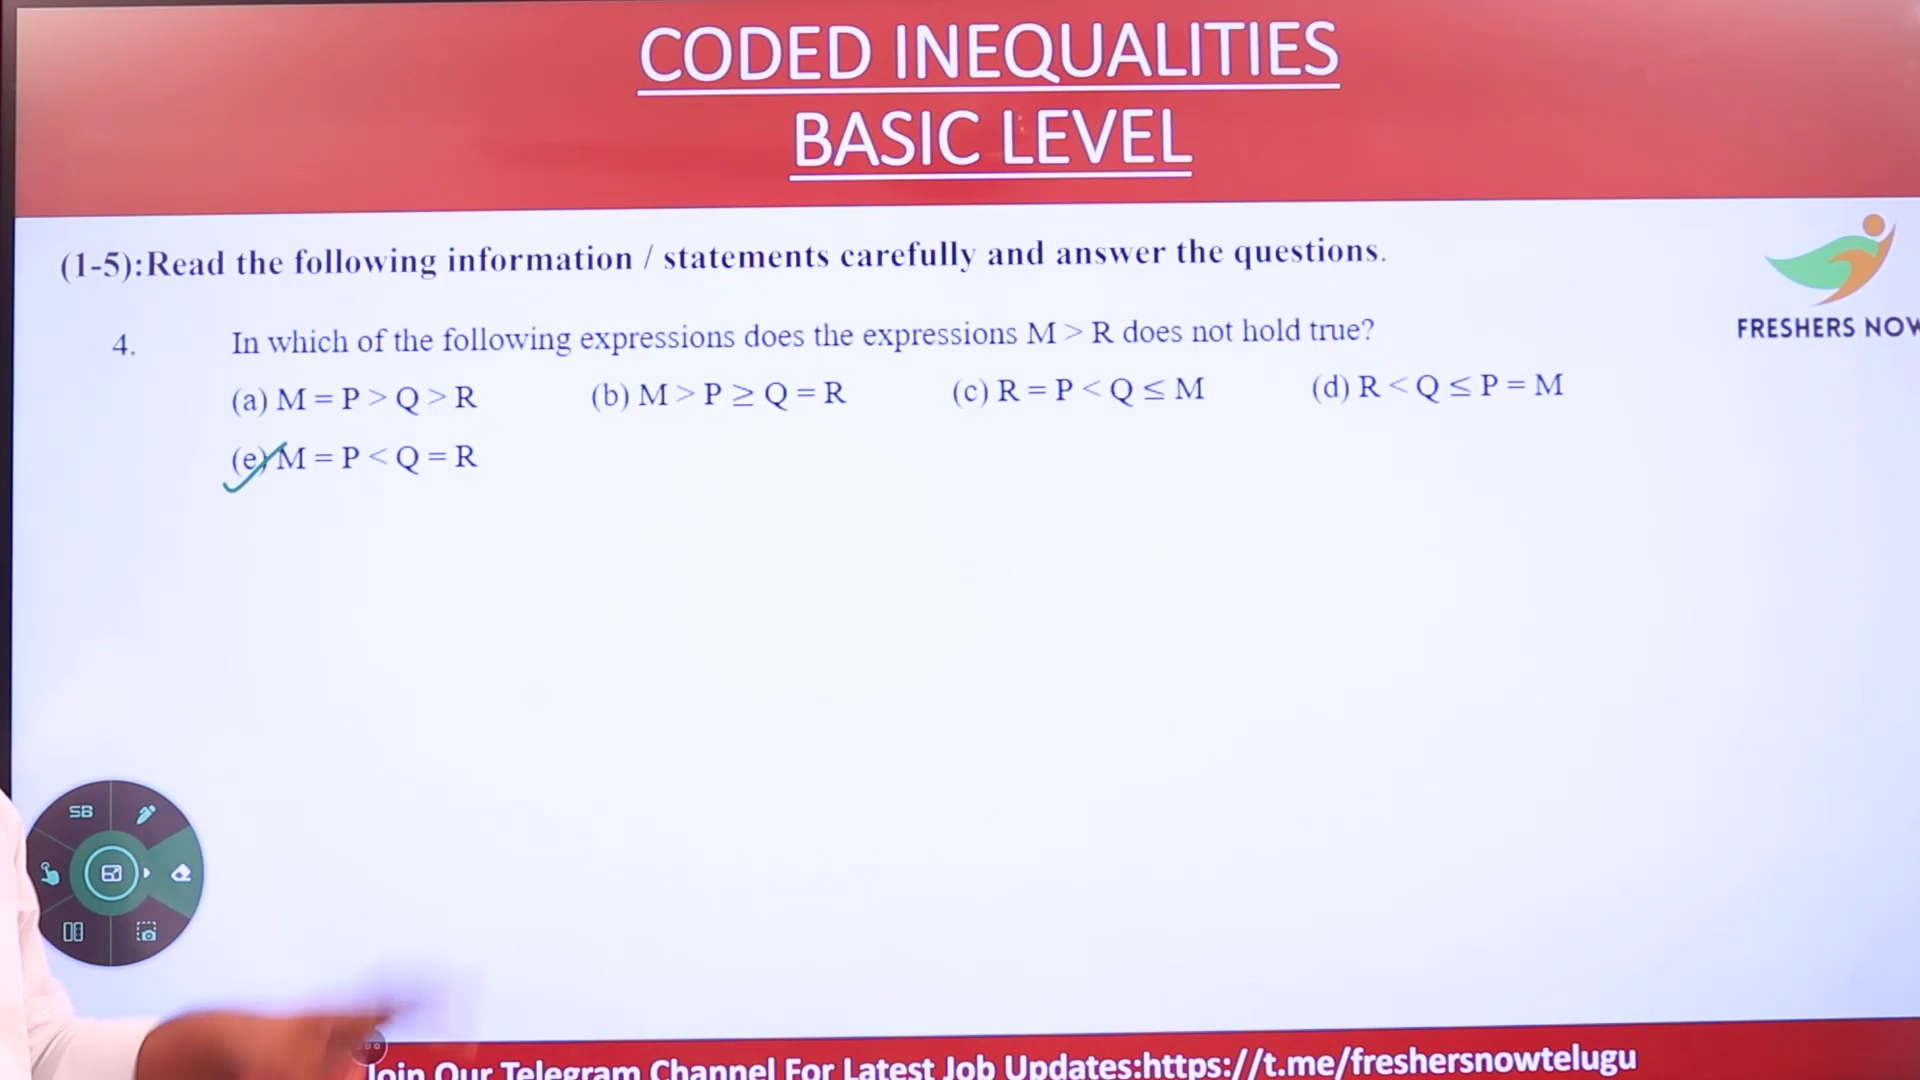 CODED INEQUALITIES
BASIC LEVEL
(1-5):Read the following information / statements carefully and answer the questions.
FRESHERS NOW
4. In which of the following expressions does the expressions M > R does not hold true?
(a) M = P > Q > R (b) M > P ≥ Q = R (c) R = P < Q ≤ M (d) R < Q ≤ P = M
(e) M = P < Q = R
SB
Join Our Telegram Channel For Latest Job Updates:https://t.me/freshersnowtelugu